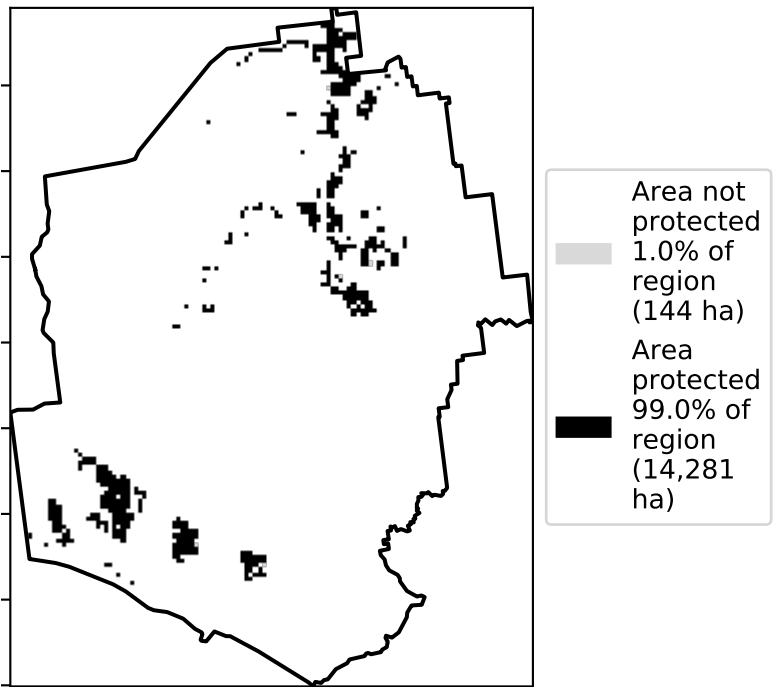 Area not
protected
1.0% of
region
(144 ha)
Area
protected
99.0% of
region
(14,281
ha)